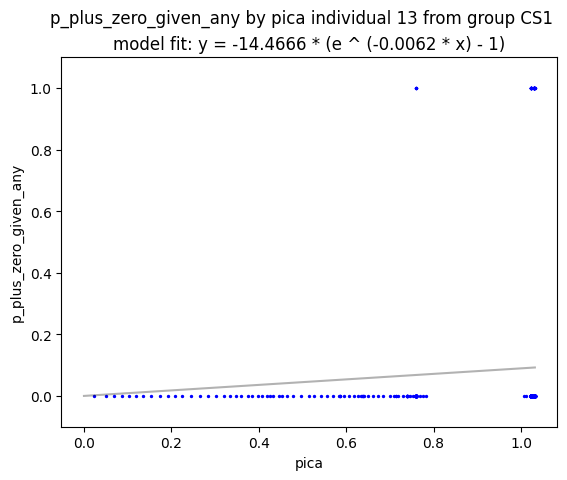 p_plus_zero_given_any by pica individual 13 from group CS1
model fit: y = -14.4666 * (e ^ (-0.0062 * x) - 1)
1.0
0.8
0.6
0.4
0.2
0.0
p_plus_zero_given_any
0.0 0.2 0.4 0.6 0.8 1.0
pica